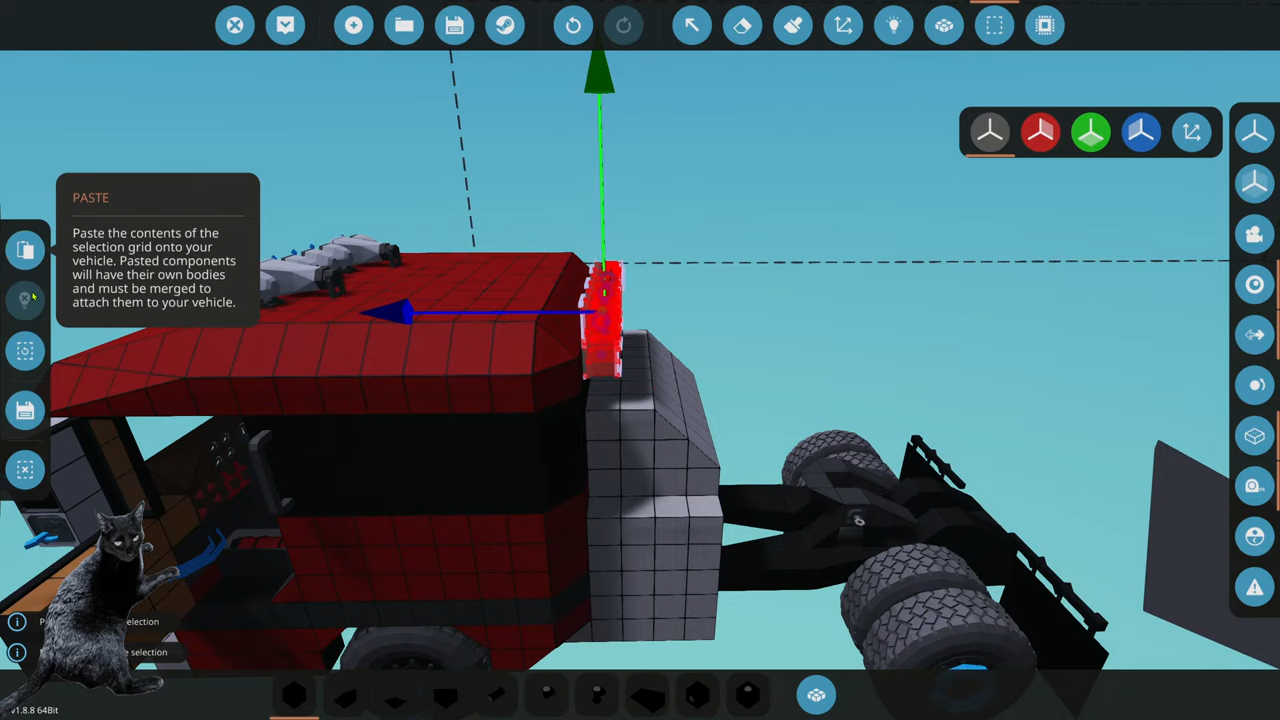 PASTE
Paste the contents of the
selection grid onto your
vehicle. Pasted components
will have their own bodies
and must be merged to
attach them to your vehicle.
election
e selection
v1.8.8 64Bit